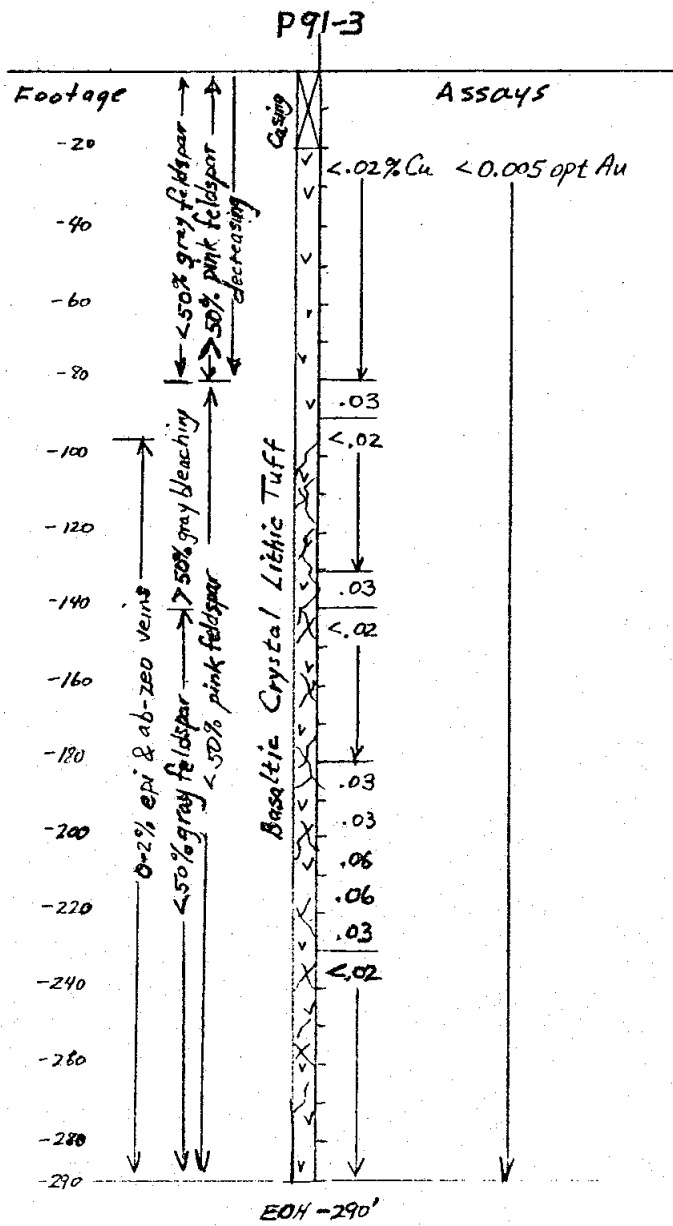 P91-3
Footage
Assays
Casing
<.02% Cu <0.005 opt Au
-20
-40
-60
-80
-100
-120
-140
-160
-180
-200
-220
-240
-260
-280
-290
<50% gray feldspar
>50% pink feldspar
decreasing
>50% gray bleaching
<50% pink feldspar
0-2% epi & ab-zeo veins
<50% gray feldspar
Basaltic Crystal Lithic Tuff
.03
<.02
.03
<.02
.03
.03
.06
.06
.03
<.02
EOH -290'